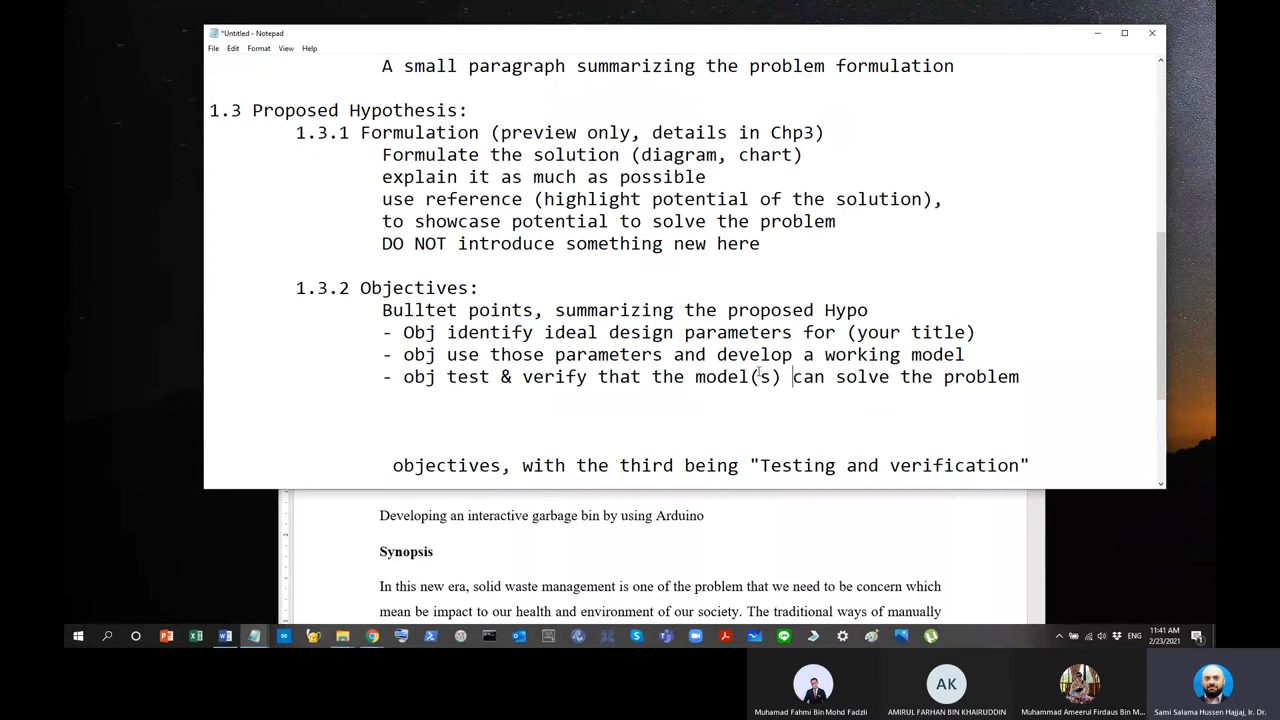 *Untitled - Notepad
File Edit Format View Help
A small paragraph summarizing the problem formulation
1.3 Proposed Hypothesis:
1.3.1 Formulation (preview only, details in Chp3)
Formulate the solution (diagram, chart)
explain it as much as possible
use reference (highlight potential of the solution),
to showcase potential to solve the problem
DO NOT introduce something new here
1.3.2 Objectives:
Bulltet points, summarizing the proposed Hypo
- Obj identify ideal design parameters for (your title)
- obj use those parameters and develop a working model
- obj test & verify that the model(s) can solve the problem
objectives, with the third being "Testing and verification"
Developing an interactive garbage bin by using Arduino
Synopsis
In this new era, solid waste management is one of the problem that we need to be concern which
mean be impact to our health and environment of our society. The traditional ways of manually
ENG
11:41 AM
2/23/2021
AK
Muhamad Fahmi Bin Mohd Fadzli
AMIRUL FARHAN BIN KHAIRUDDIN
Muhammad Ameerul Firdaus Bin M...
Sami Salama Hussen Hajjaj, Ir. Dr.